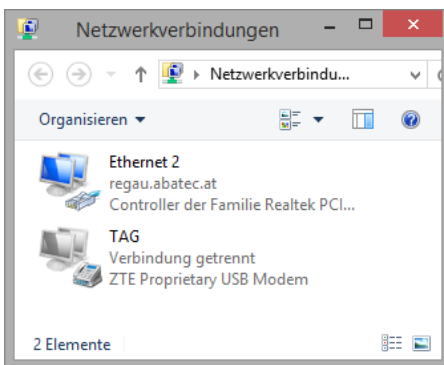 Netzwerkverbindungen
Netzwerkverbindu...
Organisieren
Ethernet 2
regau.abatec.at
Controller der Familie Realtek PCI...
TAG
Verbindung getrennt
ZTE Proprietary USB Modem
2 Elemente